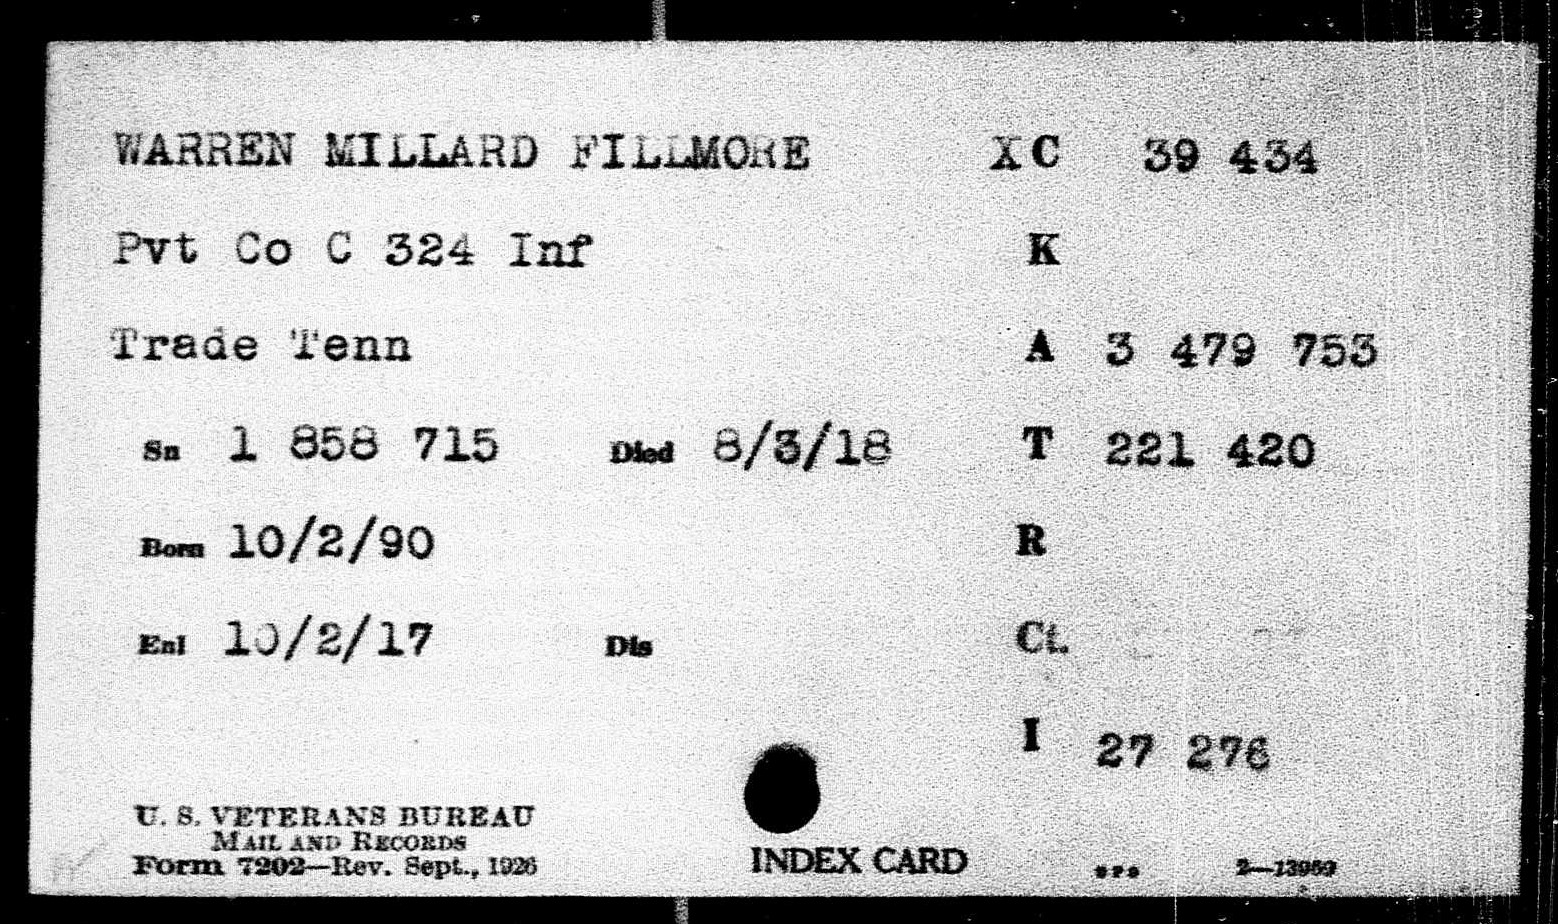 WARREN MILLARD FILLMORE XC 39 434
Pvt Co C 324 Inf K
Trade Tenn A 3 479 753
Sn 1 858 715 Died 8/3/18 T 221 420
Born 10/2/90 R
Enl 10/2/17 Dis Ct.
I 27 276
U. S. VETERANS BUREAU
MAIL AND RECORDS
Form 7202—Rev. Sept., 1926
INDEX CARD 2—13969